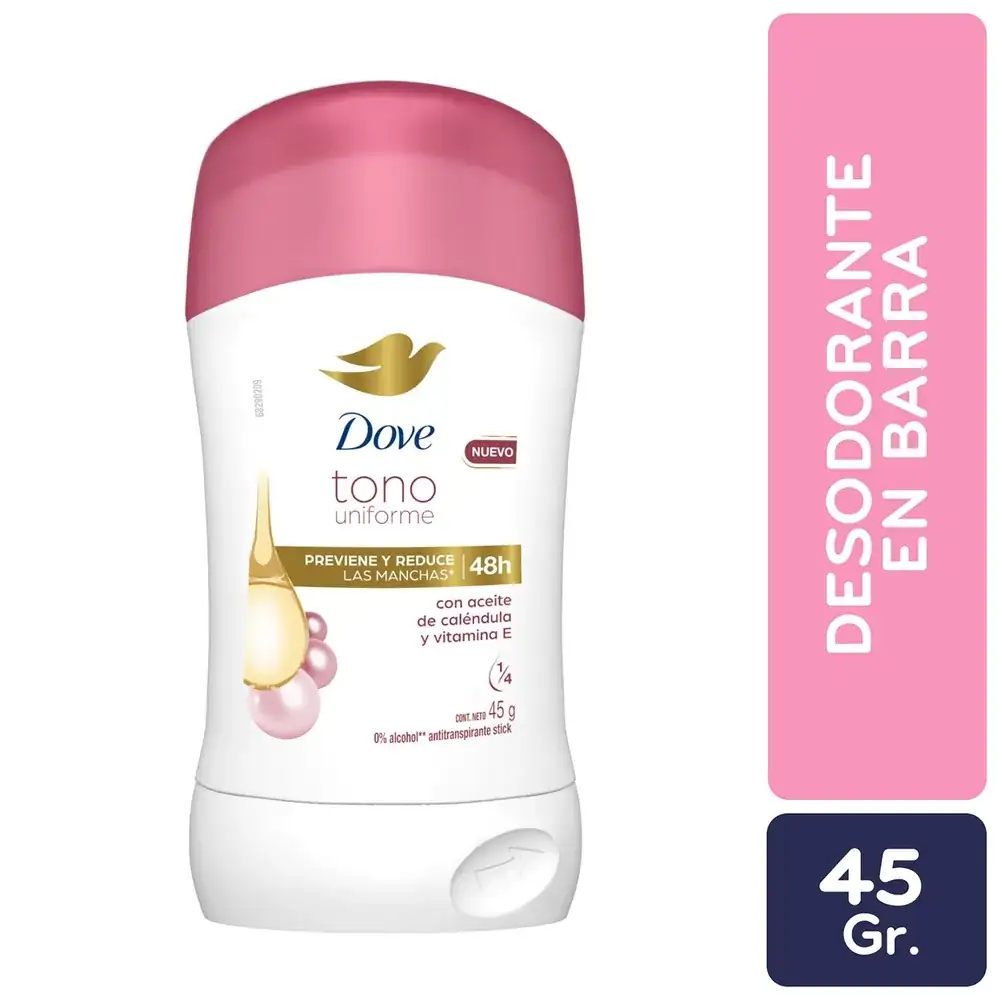 Dove
NUEVO
tono
uniforme
PREVIENE Y REDUCE
LAS MANCHAS*
48h
con aceite
de caléndula
y vitamina E
1/4
CONT. NETO 45 g
0% alcohol** antitranspirante stick
68290209
DESODORANTE
EN BARRA
45
Gr.